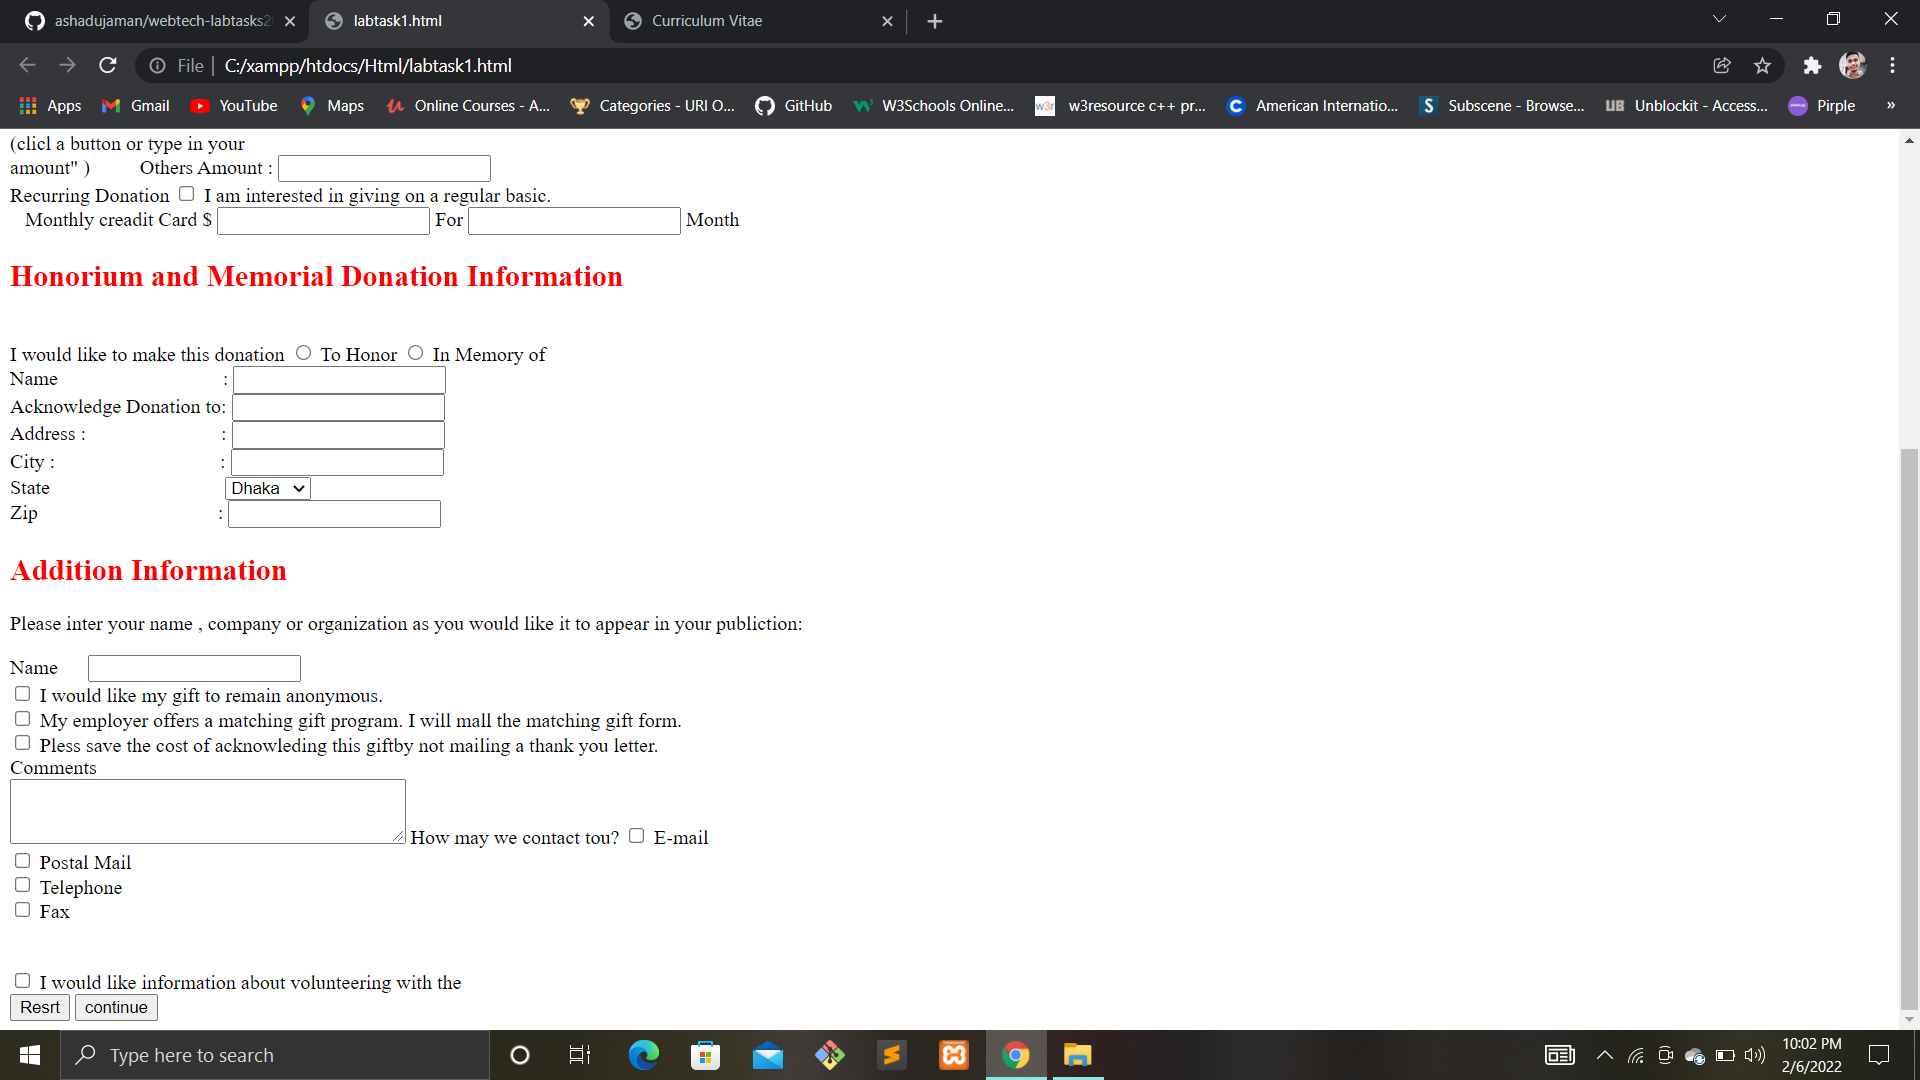 ashadujaman/webtech-labtasks2
labtask1.html
Curriculum Vitae
File
C:/xampp/htdocs/Html/labtask1.html
Apps
Gmail
YouTube
Maps
Online Courses - A...
Categories - URI O...
GitHub
W3Schools Online...
w3resource c++ pr...
American Internatio...
Subscene - Browse...
Unblockit - Access...
Pirple
(clicl a button or type in your
amount" ) Others Amount :
Recurring Donation I am interested in giving on a regular basic.
Monthly creadit Card $ For Month
Honorium and Memorial Donation Information
I would like to make this donation To Honor In Memory of
Name :
Acknowledge Donation to:
Address : :
City : :
State Dhaka
Zip :
Addition Information
Please inter your name , company or organization as you would like it to appear in your publiction:
Name
I would like my gift to remain anonymous.
My employer offers a matching gift program. I will mall the matching gift form.
Pless save the cost of acknowleding this giftby not mailing a thank you letter.
Comments
How may we contact tou? E-mail
Postal Mail
Telephone
Fax
I would like information about volunteering with the
Resrt continue
Type here to search
10:02 PM
2/6/2022